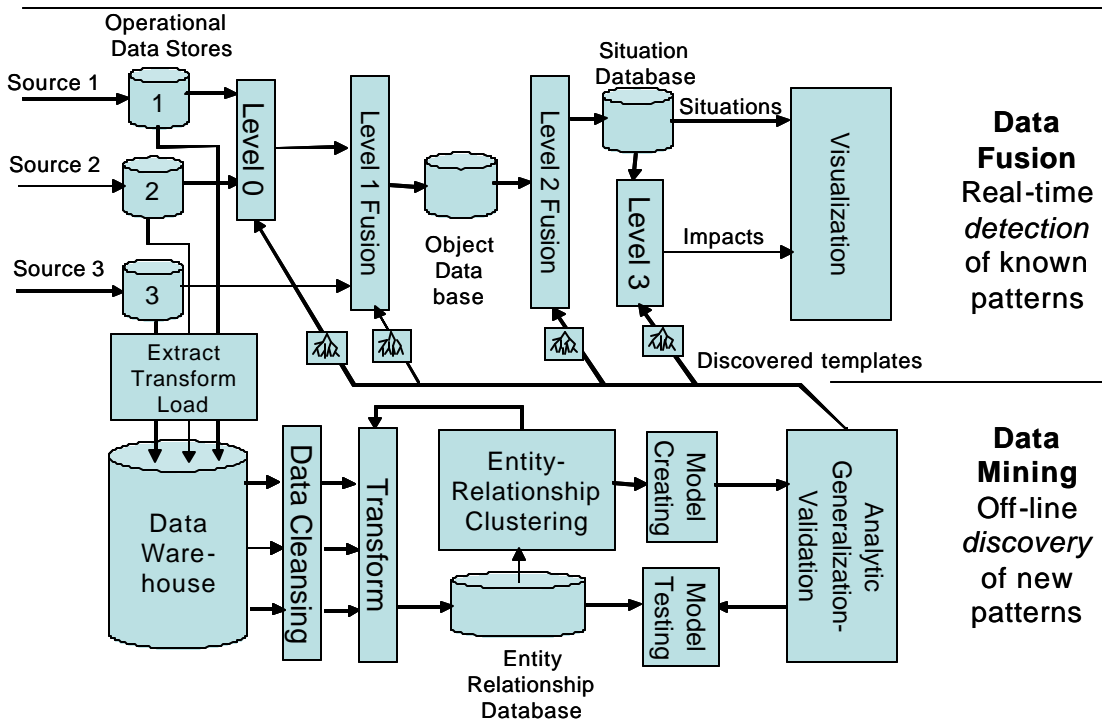 Operational
Data Stores
Source 1
1
Source 2
2
Source 3
3
Level 0
Level 1 Fusion
Object
Data
base
Level 2 Fusion
Situation
Database
Situations
Level 3
Impacts
Visualization
Data
Fusion
Real-time
detection
of known
patterns
Extract
Transform
Load
Discovered templates
Data
Ware-
house
Data Cleansing
Transform
Entity-
Relationship
Clustering
Entity
Relationship
Database
Model
Creating
Model
Testing
Analytic
Generalization-
Validation
Data
Mining
Off-line
discovery
of new
patterns